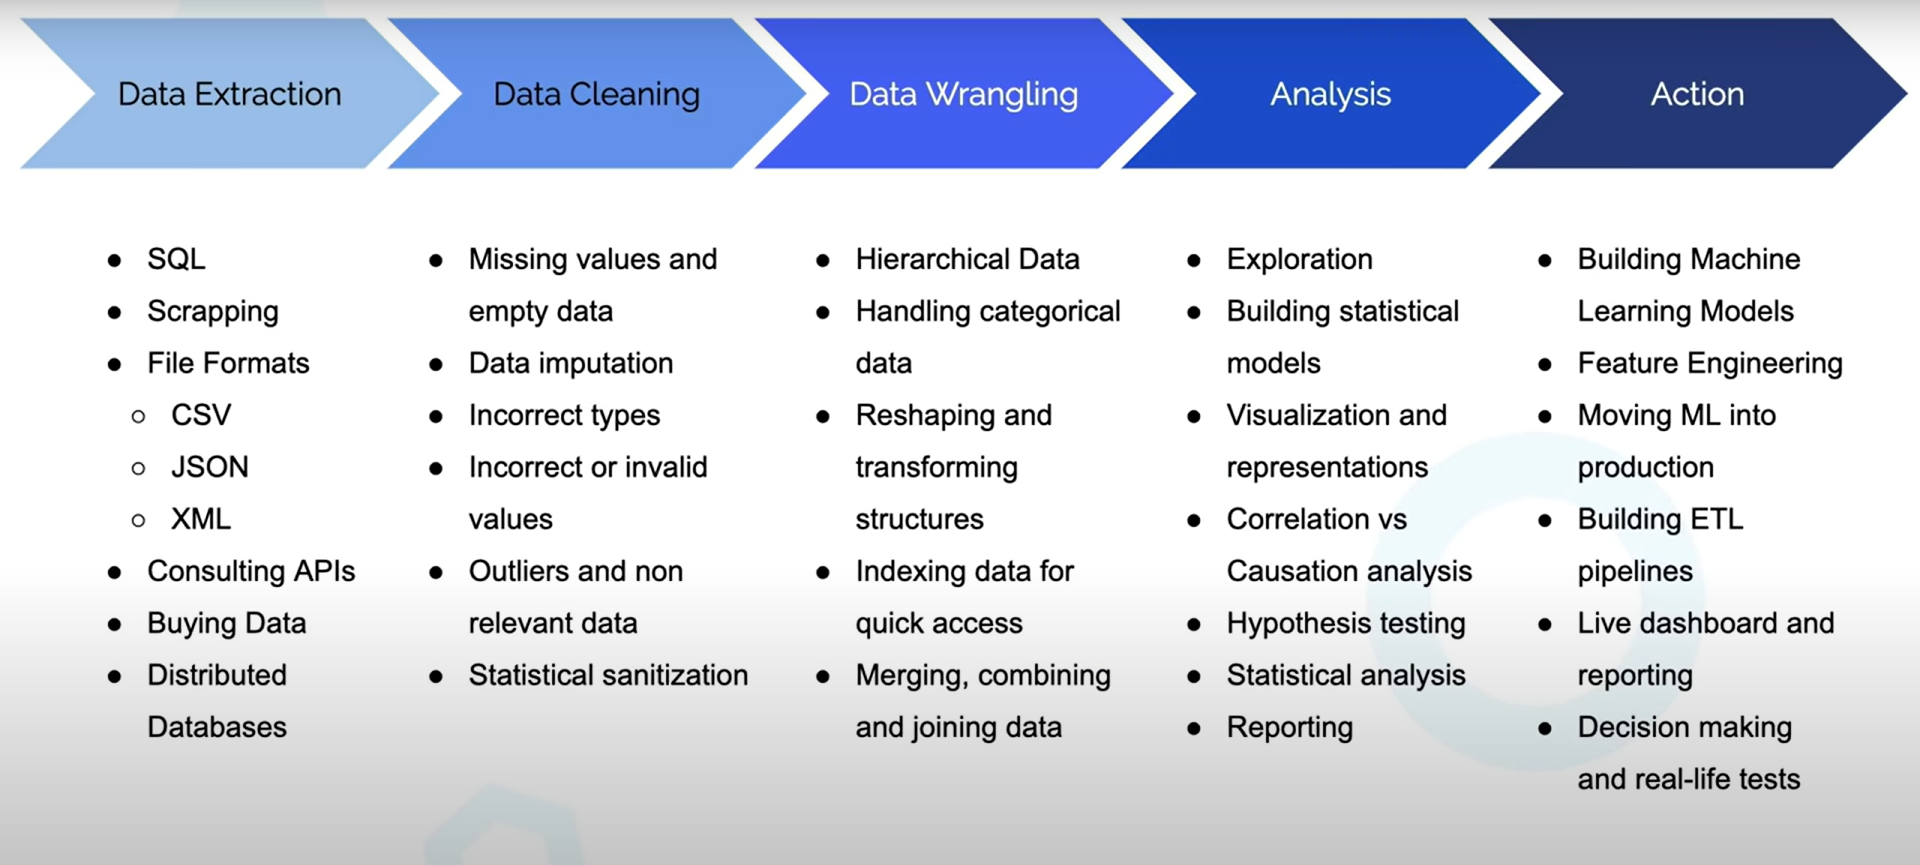 Data Extraction
Data Cleaning
Data Wrangling
Analysis
Action
● SQL
● Scrapping
● File Formats
○ CSV
○ JSON
○ XML
● Consulting APIs
● Buying Data
● Distributed
Databases
● Missing values and
empty data
● Data imputation
● Incorrect types
● Incorrect or invalid
values
● Outliers and non
relevant data
● Statistical sanitization
● Hierarchical Data
● Handling categorical
data
● Reshaping and
transforming
structures
● Indexing data for
quick access
● Merging, combining
and joining data
● Exploration
● Building statistical
models
● Visualization and
representations
● Correlation vs
Causation analysis
● Hypothesis testing
● Statistical analysis
● Reporting
● Building Machine
Learning Models
● Feature Engineering
● Moving ML into
production
● Building ETL
pipelines
● Live dashboard and
reporting
● Decision making
and real-life tests